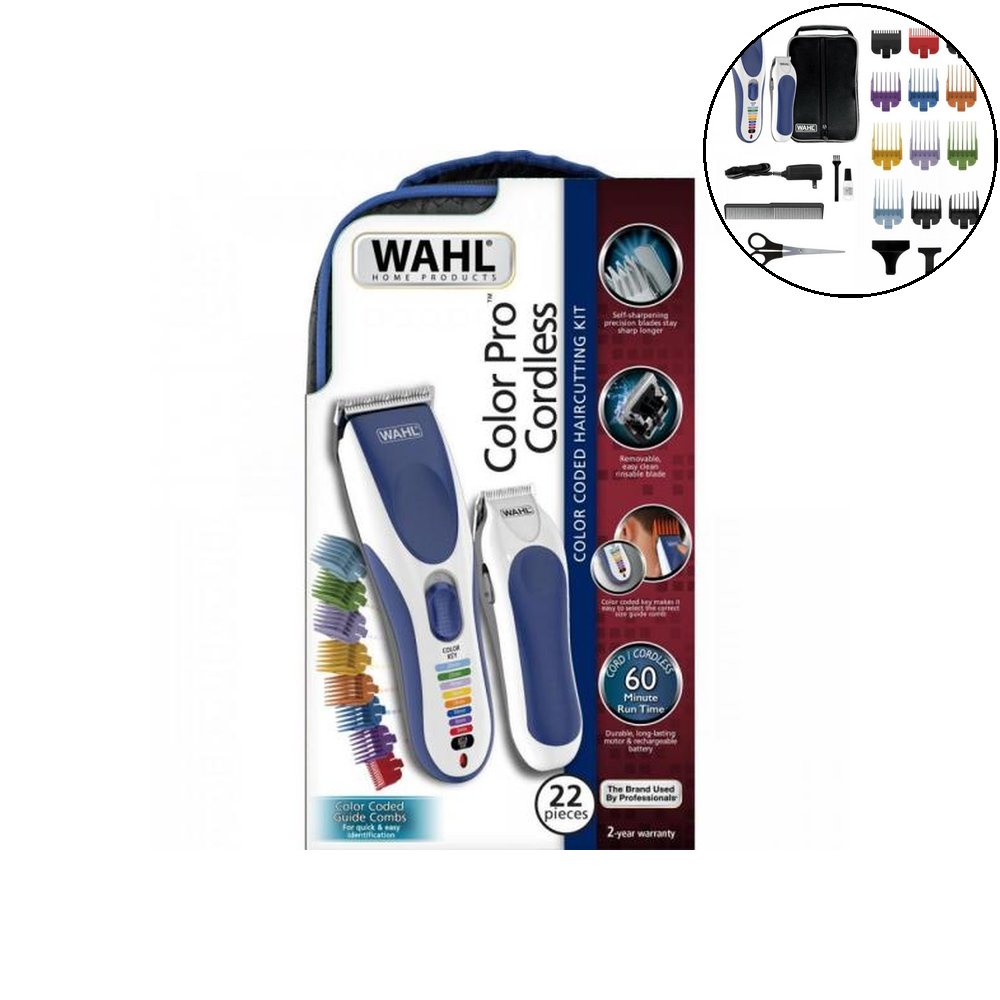 WAHL®
HOME PRODUCTS
Color Pro™
Cordless
COLOR CODED HAIRCUTTING KIT
Self-sharpening
precision blades stay
sharp longer
Removable,
easy clean
rinsable blade
Color coded key makes it
easy to select the correct
size guide comb
CORD / CORDLESS
60
Minute
Run Time
Durable, long-lasting
motor & rechargeable
battery
The Brand Used
By Professionals
2-year warranty
22
pieces
WAHL
COLOR
KEY
WAHL
Color Coded
Guide Combs
For quick & easy
identification
WAHL